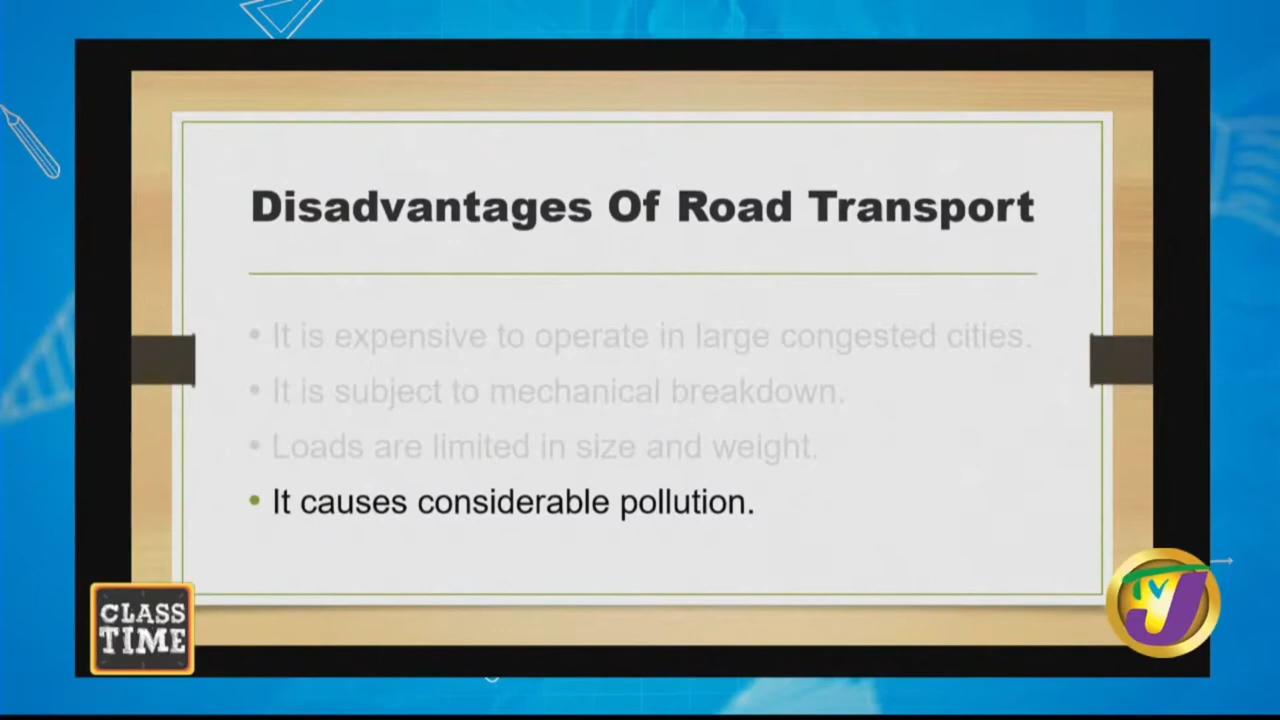 Disadvantages Of Road Transport
• It is expensive to operate in large congested cities.
• It is subject to mechanical breakdown.
• Loads are limited in size and weight.
• It causes considerable pollution.
CLASS
TIME
TVJ